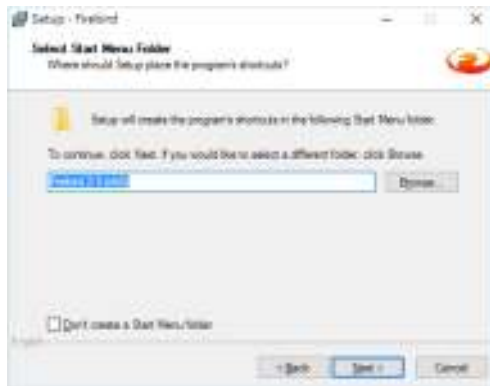 Setup - Firebird
Select Start Menu Folder
Where should Setup place the program's shortcuts?
Setup will create the program's shortcuts in the following Start Menu folder.
To continue, click Next. If you would like to select a different folder, click Browse.
Browse...
Don't create a Start Menu folder
< Back
Next >
Cancel